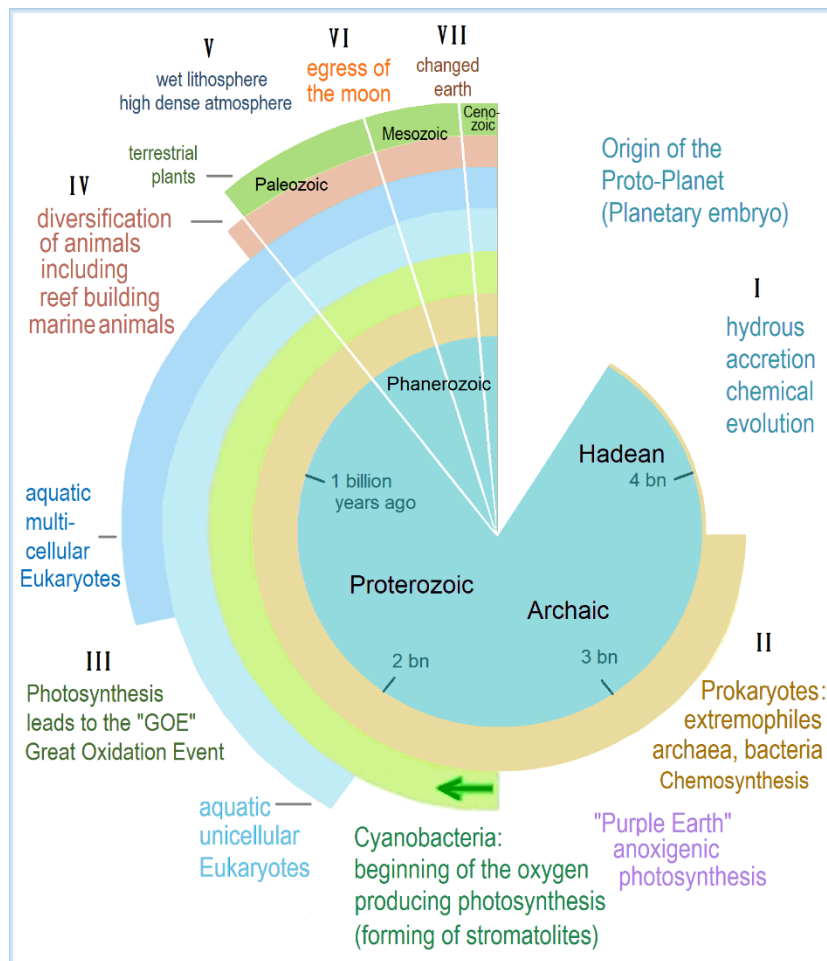 V
wet lithosphere
high dense atmosphere
VI
egress of
the moon
VII
changed
earth
Ceno-
zoic
Mesozoic
Paleozoic
terrestrial
plants
IV
diversification
of animals
including
reef building
marine animals
Origin of the
Proto-Planet
(Planetary embryo)
I
hydrous
accretion
chemical
evolution
Phanerozoic
Hadean
4 bn
1 billion
years ago
aquatic
multi-
cellular
Eukaryotes
Proterozoic
Archaic
2 bn
3 bn
II
Prokaryotes:
extremophiles
archaea, bacteria
Chemosynthesis
III
Photosynthesis
leads to the "GOE"
Great Oxidation Event
aquatic
unicellular
Eukaryotes
"Purple Earth"
anoxigenic
photosynthesis
Cyanobacteria:
beginning of the oxygen
producing photosynthesis
(forming of stromatolites)